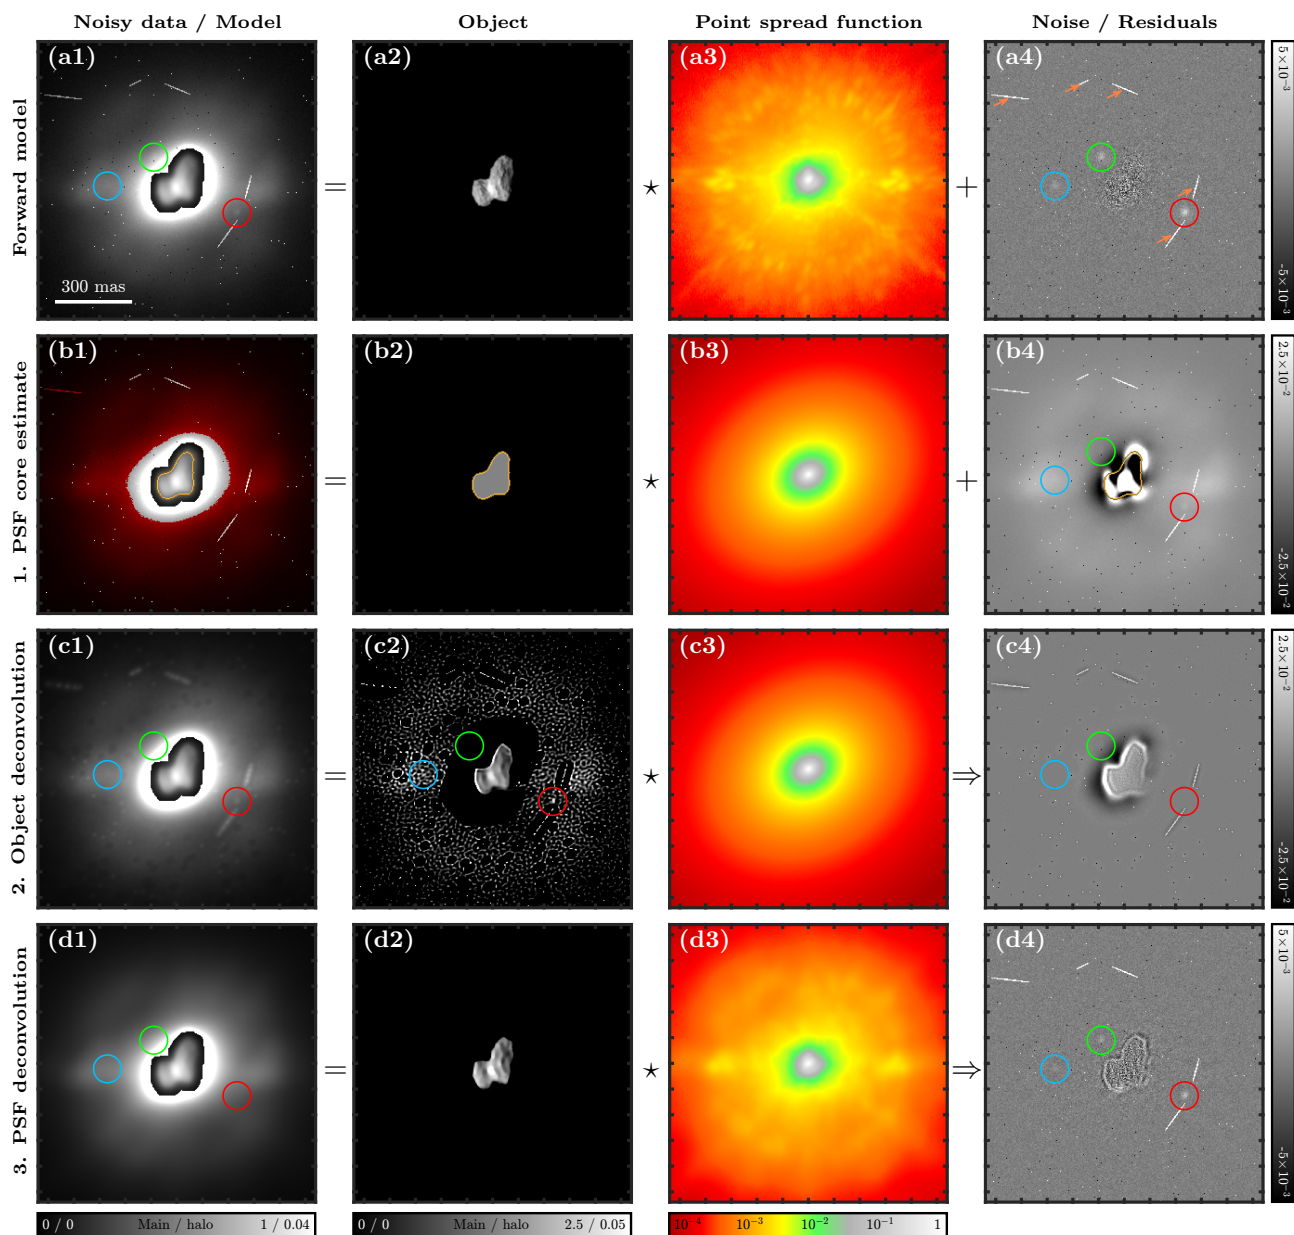 Noisy data / Model
Object
Point spread function
Noise / Residuals
Forward model
(a1)
300 mas
=
(a2)
⋆
(a3)
+
(a4)
5×10⁻³
-5×10⁻³
1. PSF core estimate
(b1)
=
(b2)
⋆
(b3)
+
(b4)
2.5×10⁻²
-2.5×10⁻²
2. Object deconvolution
(c1)
=
(c2)
⋆
(c3)
⇒
(c4)
2.5×10⁻²
-2.5×10⁻²
3. PSF deconvolution
(d1)
=
(d2)
⋆
(d3)
⇒
(d4)
5×10⁻³
-5×10⁻³
0 / 0 Main / halo 1 / 0.04
0 / 0 Main / halo 2.5 / 0.05
10⁻⁴ 10⁻³ 10⁻² 10⁻¹ 1